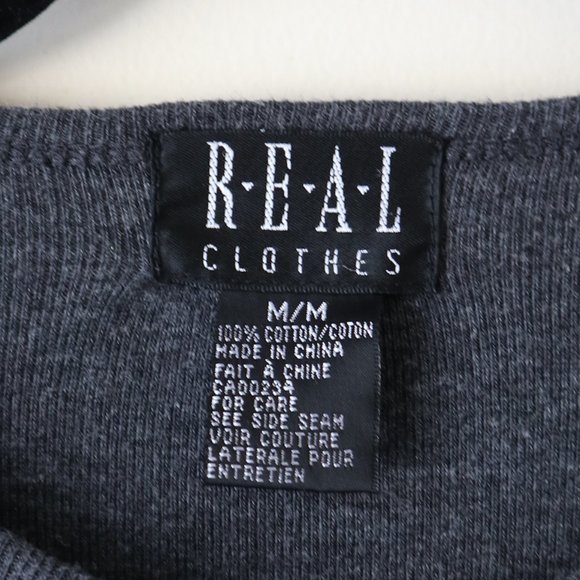 R·E·A·L
CLOTHES
M/M
100% COTTON/COTON
MADE IN CHINA
FAIT À CHINE
CA00234
FOR CARE
SEE SIDE SEAM
VOIR COUTURE
LATERALE POUR
ENTRETIEN